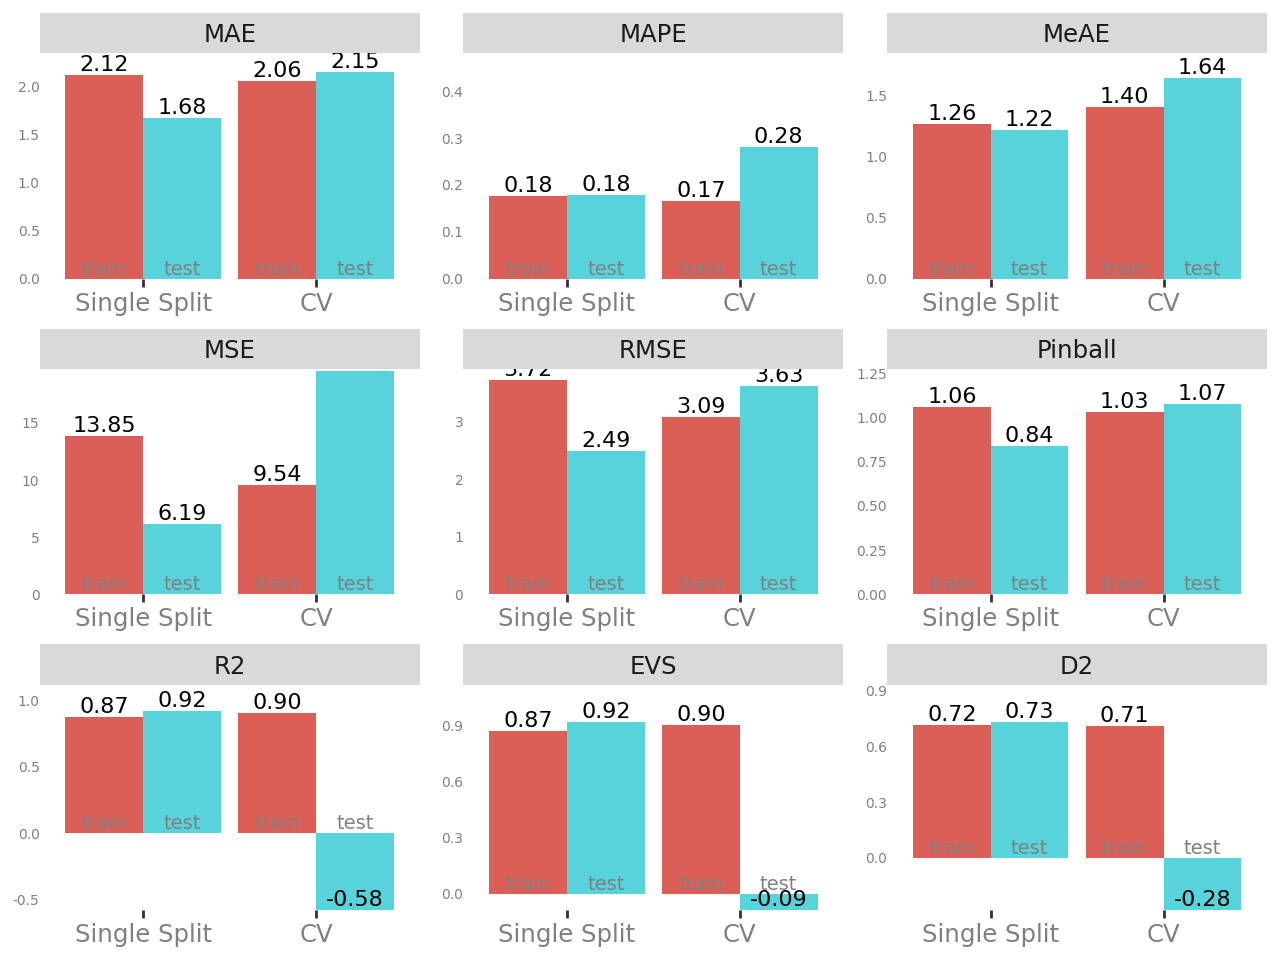 MAE
MAPE
MeAE
2.12
1.68
2.06
2.15
0.18
0.18
0.17
0.28
1.26
1.22
1.40
1.64
2.0
1.5
1.0
0.5
0.0
0.4
0.3
0.2
0.1
0.0
1.5
1.0
0.5
0.0
train test train test
train test train test
train test train test
Single Split CV
Single Split CV
Single Split CV
MSE
RMSE
Pinball
13.85
6.19
9.54
3.72
2.49
3.09
3.63
1.06
0.84
1.03
1.07
15
10
5
0
3
2
1
0
1.25
1.00
0.75
0.50
0.25
0.00
train test train test
train test train test
train test train test
Single Split CV
Single Split CV
Single Split CV
R2
EVS
D2
0.87
0.92
0.90
-0.58
0.87
0.92
0.90
-0.09
0.72
0.73
0.71
-0.28
1.0
0.5
0.0
-0.5
0.9
0.6
0.3
0.0
0.9
0.6
0.3
0.0
train test train test
train test train test
train test train test
Single Split CV
Single Split CV
Single Split CV